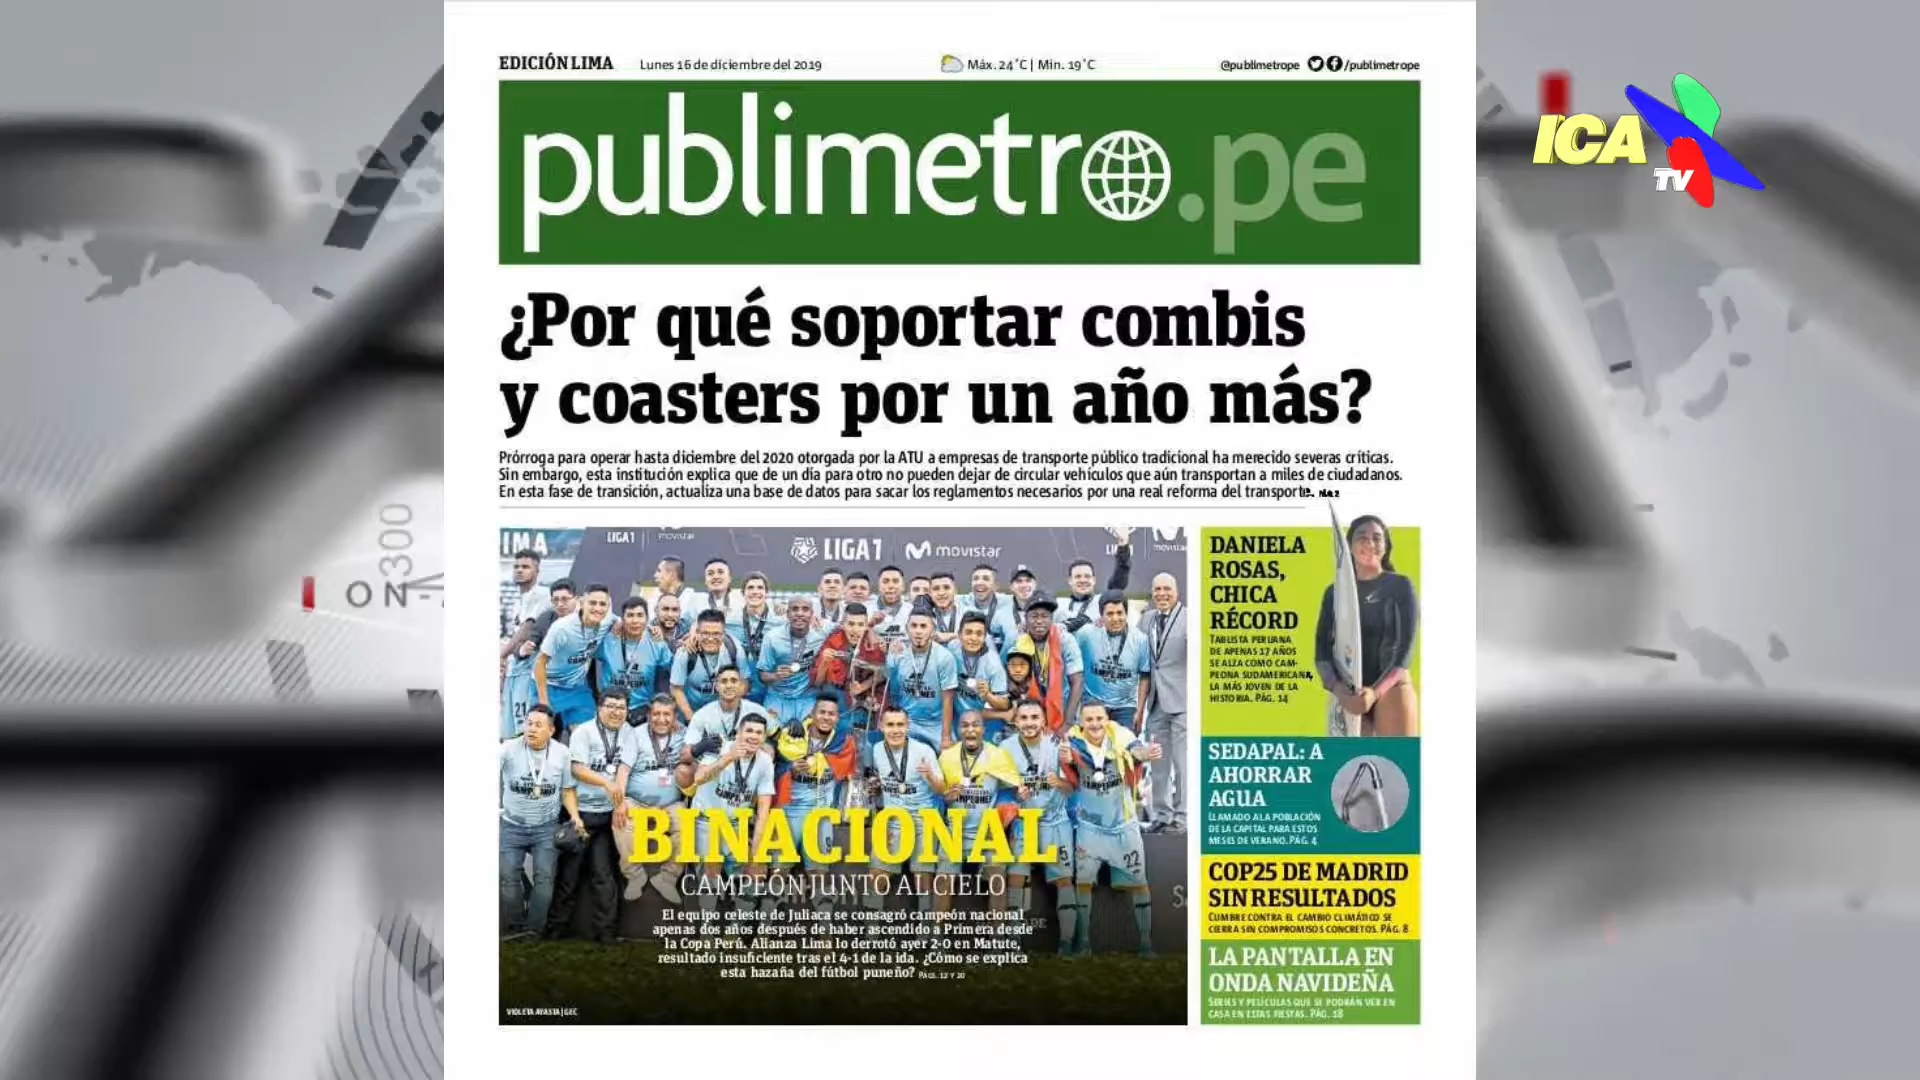 EDICIÓN LIMA Lunes 16 de diciembre del 2019 Máx. 24°C | Mín. 19°C @publimetrope /publimetrope
publimetro.pe
ICA
TV
¿Por qué soportar combis
y coasters por un año más?
Prórroga para operar hasta diciembre del 2020 otorgada por la ATU a empresas de transporte público tradicional ha merecido severas críticas.
Sin embargo, esta institución explica que de un día para otro no pueden dejar de circular vehículos que aún transportan a miles de ciudadanos.
En esta fase de transición, actualiza una base de datos para sacar los reglamentos necesarios por una real reforma del transporte.
IMA LIGA1 movistar LIGA1 movistar
BINACIONAL
CAMPEÓN JUNTO AL CIELO
El equipo celeste de Juliaca se consagró campeón nacional
apenas dos años después de haber ascendido a Primera desde
la Copa Perú. Alianza Lima lo derrotó ayer 2-0 en Matute,
resultado insuficiente tras el 4-1 de la ida. ¿Cómo se explica
esta hazaña del fútbol puneño? PÁGS. 12 Y 20
VIOLETA AYASTA | GEC
DANIELA
ROSAS,
CHICA
RÉCORD
TABLISTA PERUANA
DE APENAS 17 AÑOS
SE ALZA COMO CAM-
PEONA SUDAMERICANA,
LA MÁS JOVEN DE LA
HISTORIA. PÁG. 14
SEDAPAL: A
AHORRAR
AGUA
LLAMADO A LA POBLACIÓN
DE LA CAPITAL PARA ESTOS
MESES DE VERANO. PÁG. 4
COP25 DE MADRID
SIN RESULTADOS
CUMBRE CONTRA EL CAMBIO CLIMÁTICO SE
CIERRA SIN COMPROMISOS CONCRETOS. PÁG. 8
LA PANTALLA EN
ONDA NAVIDEÑA
SERIES Y PELÍCULAS QUE SE PODRÁN VER EN
CASA EN ESTAS FIESTAS. PÁG. 18
300
ON